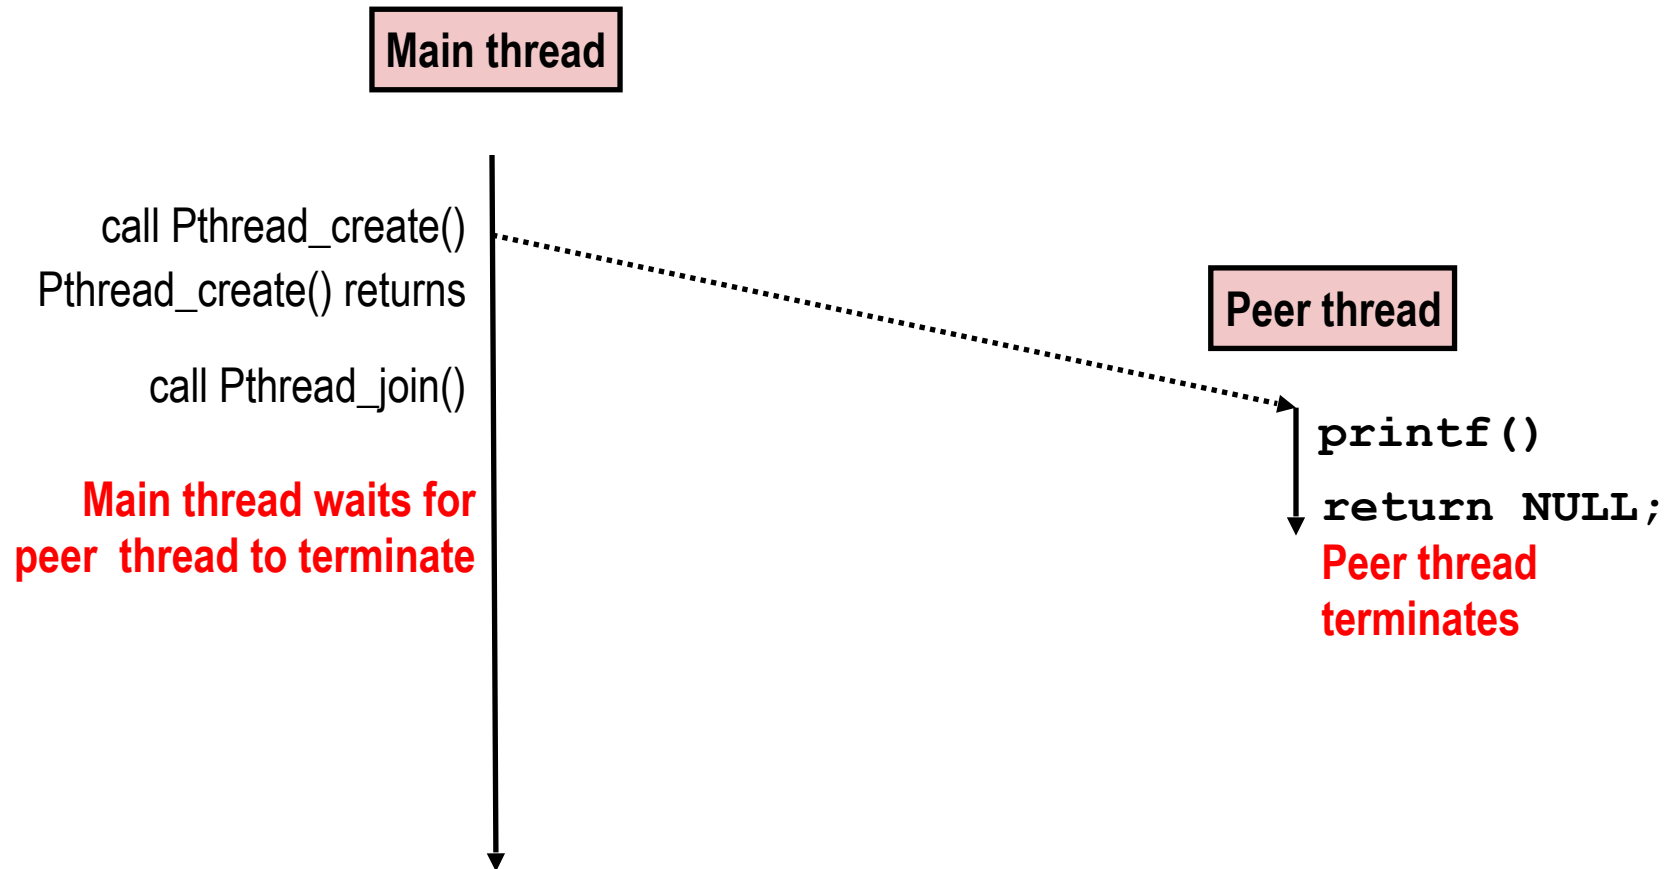 Main thread
call Pthread_create()
Pthread_create() returns
call Pthread_join()
Main thread waits for
peer thread to terminate
Peer thread
printf()
return NULL;
Peer thread
terminates